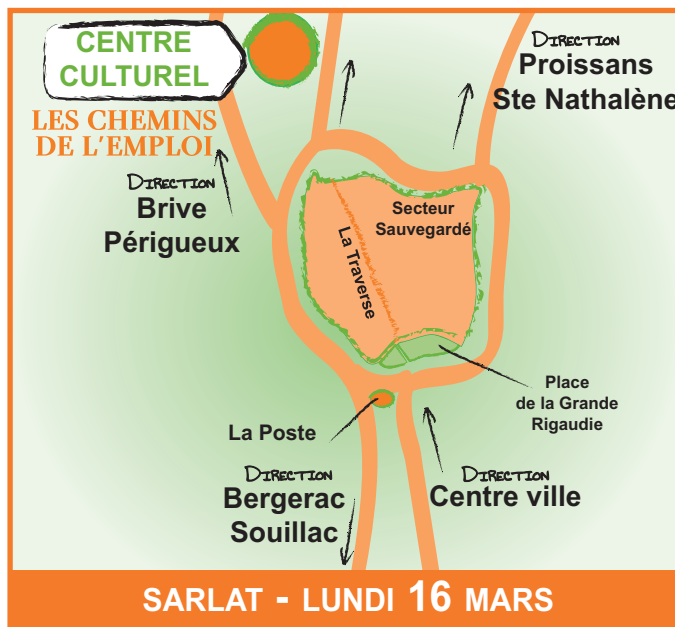 CENTRE
CULTUREL
LES CHEMINS
DE L'EMPLOI
DIRECTION
Proissans
Ste Nathalène
DIRECTION
Brive
Périgueux
Secteur
Sauvegardé
La Traverse
Place
de la Grande
Rigaudie
La Poste
DIRECTION
Bergerac
Souillac
DIRECTION
Centre ville
SARLAT - LUNDI 16 MARS